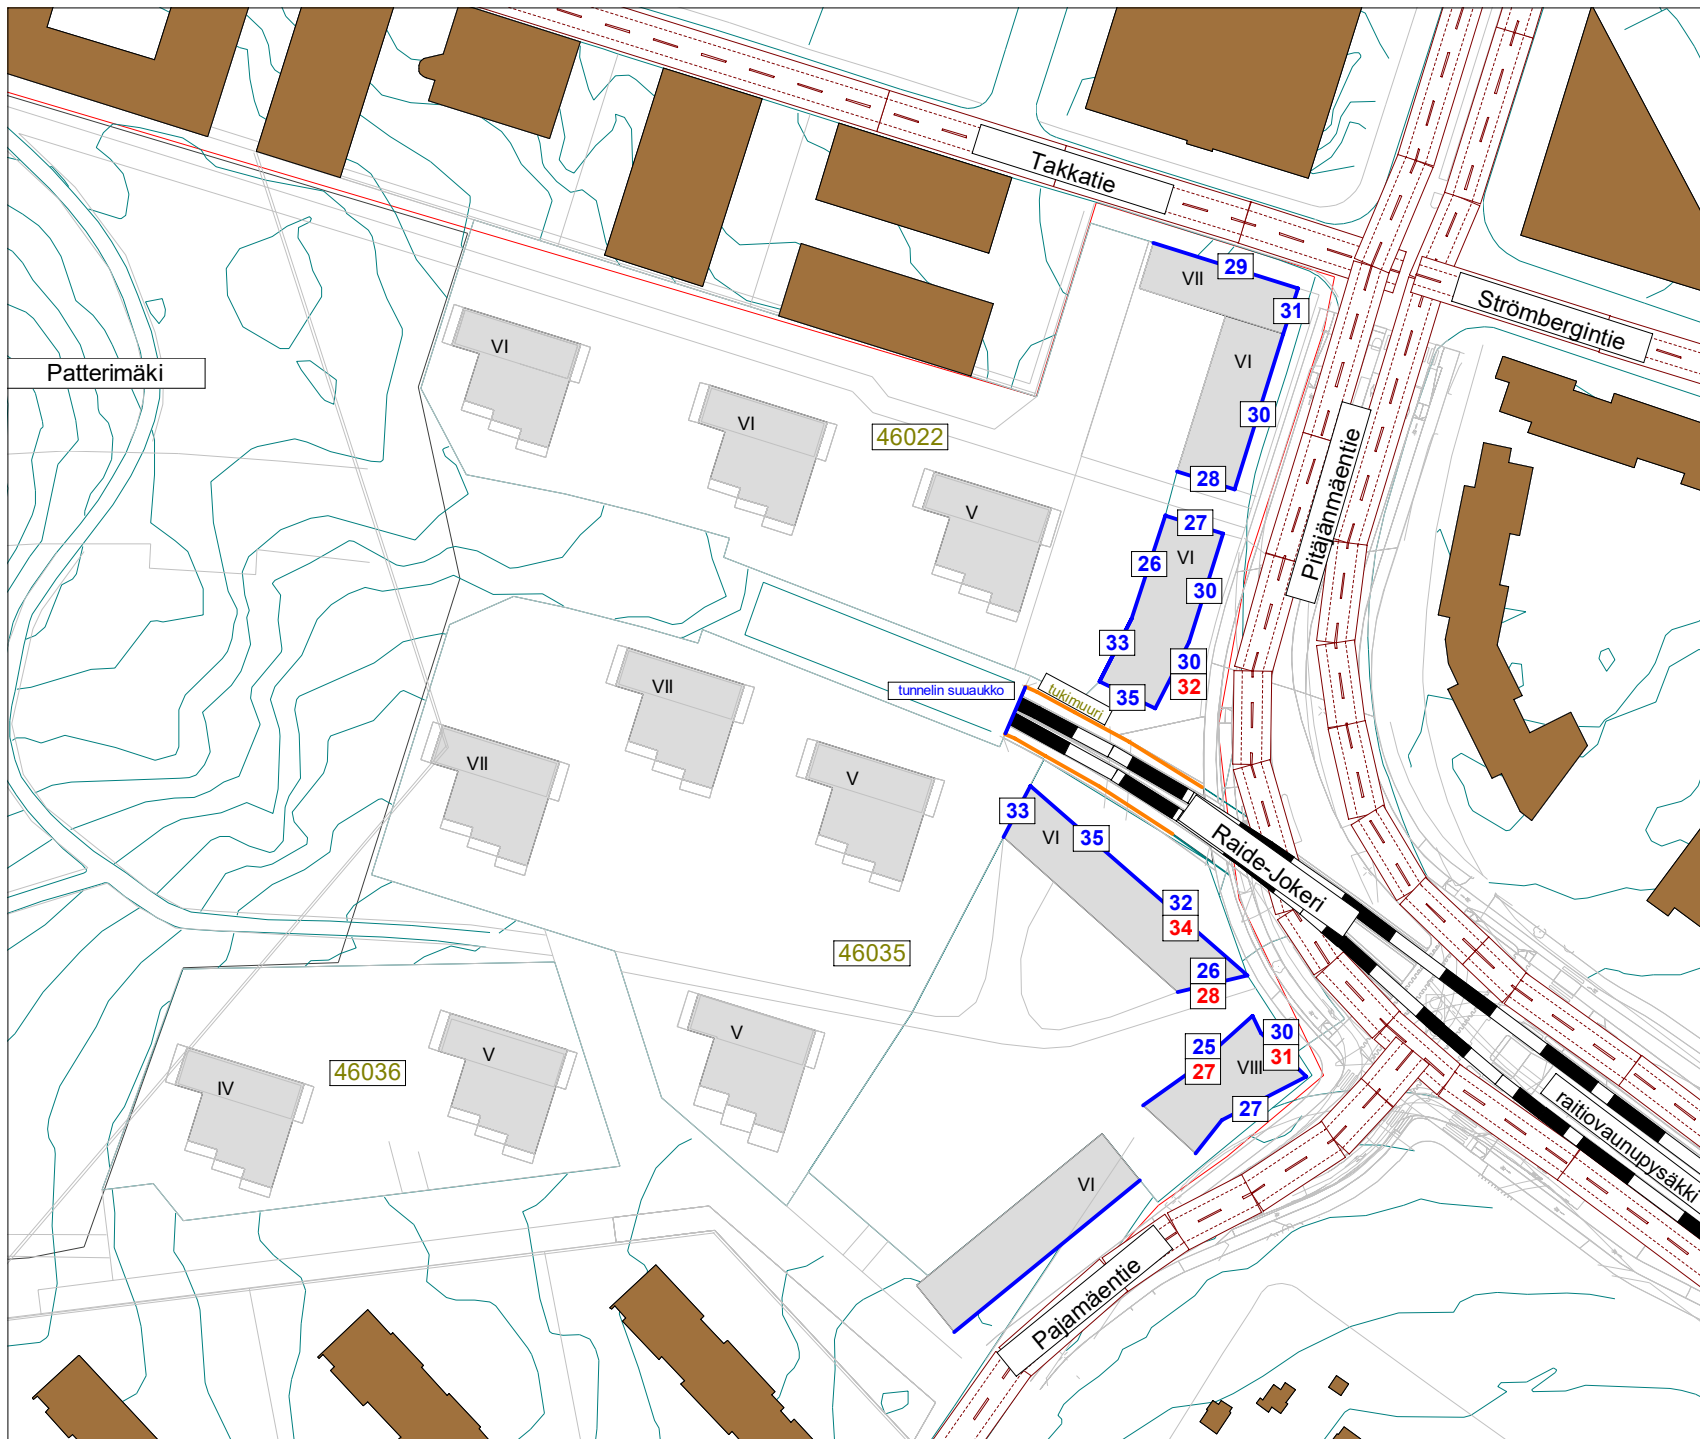 Takkatie
Strömbergintie
Patterimäki
Pitäjänmäentie
VII
29
31
VI
30
28
VI
VI
V
46022
27
VI
26
30
33
30
32
35
tunnelin suuaukko
tukimuuri
VII
VII
V
33
VI
35
Raide-Jokeri
32
34
46035
26
28
25
27
30
31
VIII
27
raitiovaunupysäkki
V
V
46036
IV
VI
Pajamäentie